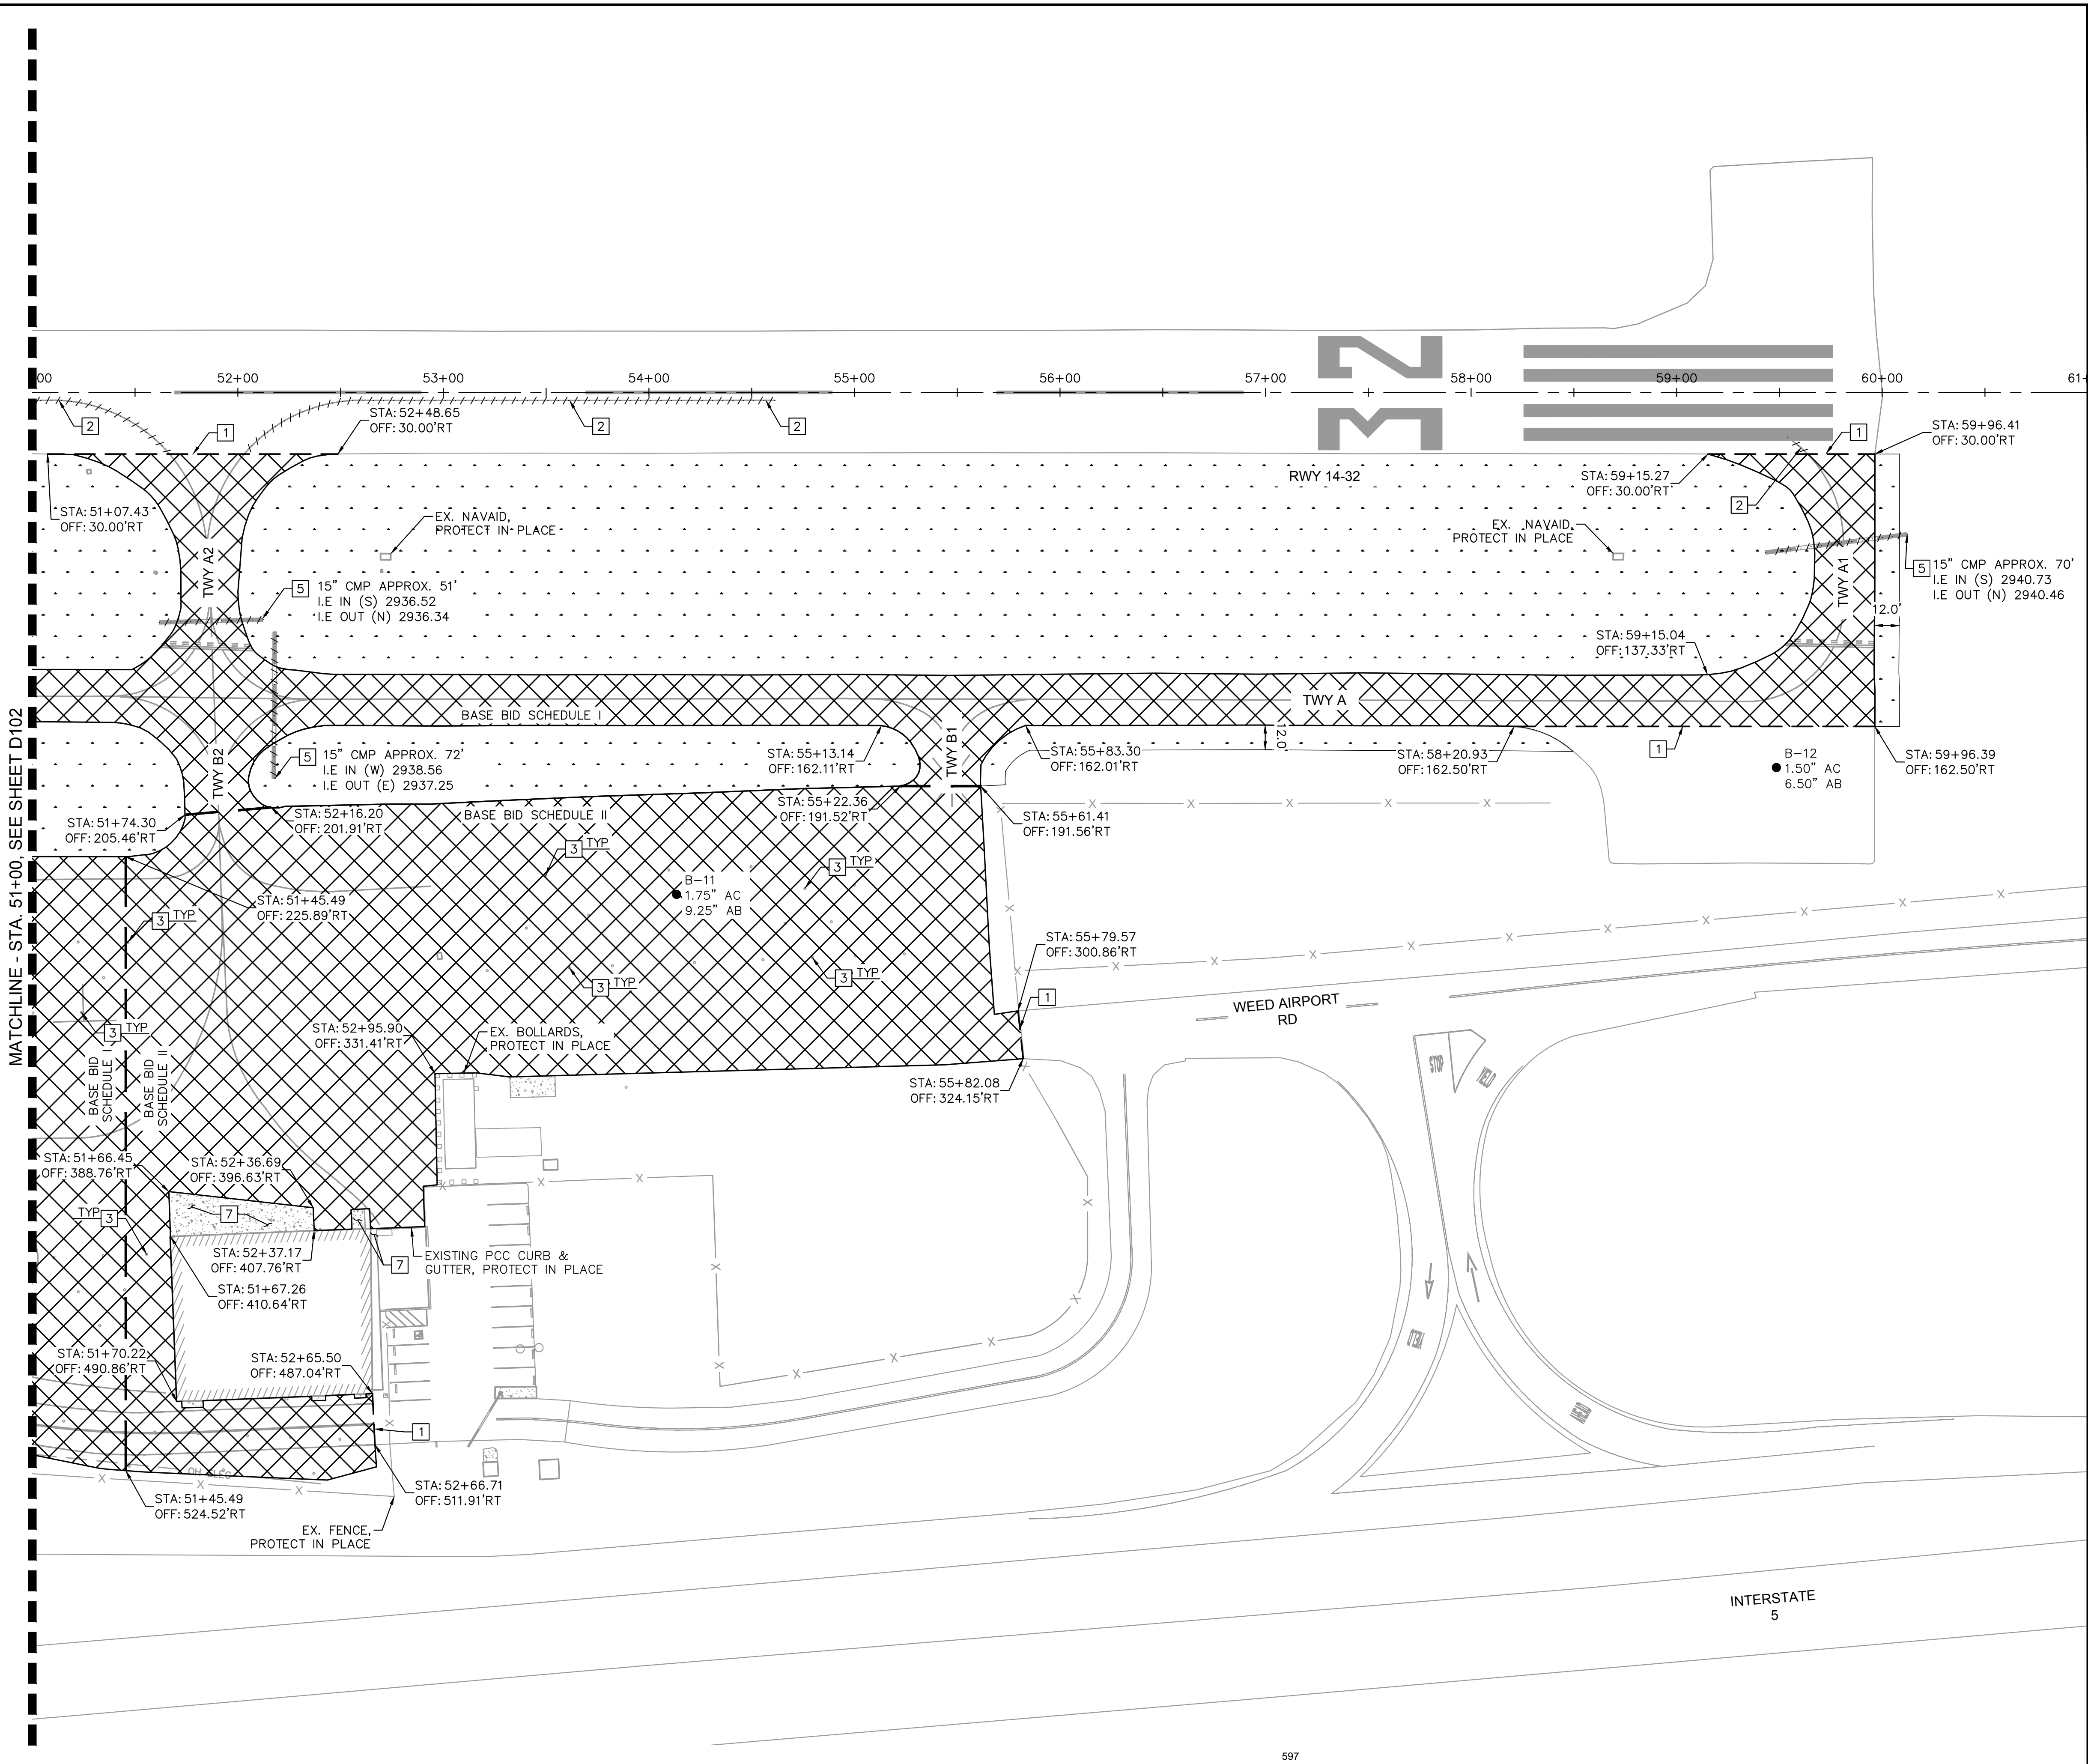 00
52+00
53+00
54+00
55+00
56+00
57+00
58+00
59+00
60+00
61+
32
STA: 52+48.65
OFF: 30.00'RT
2
1
2
2
1
STA: 59+96.41
OFF: 30.00'RT
RWY 14-32
STA: 59+15.27
OFF: 30.00'RT
2
STA: 51+07.43
OFF: 30.00'RT
EX. NAVAID,
PROTECT IN PLACE
EX. NAVAID,
PROTECT IN PLACE
TWY A2
TWY A1
5
15" CMP APPROX. 51'
I.E IN (S) 2936.52
I.E OUT (N) 2936.34
5
15" CMP APPROX. 70'
I.E IN (S) 2940.73
I.E OUT (N) 2940.46
12.0'
STA: 59+15.04
OFF: 137.33'RT
BASE BID SCHEDULE I
TWY A
TWY B2
TWY B1
5
15" CMP APPROX. 72'
I.E IN (W) 2938.56
I.E OUT (E) 2937.25
STA: 55+13.14
OFF: 162.11'RT
STA: 55+83.30
OFF: 162.01'RT
12.0'
STA: 58+20.93
OFF: 162.50'RT
1
B-12
1.50" AC
6.50" AB
STA: 59+96.39
OFF: 162.50'RT
STA: 51+74.30
OFF: 205.46'RT
STA: 52+16.20
OFF: 201.91'RT
BASE BID SCHEDULE II
STA: 55+22.36
OFF: 191.52'RT
STA: 55+61.41
OFF: 191.56'RT
3 TYP
3 TYP
B-11
1.75" AC
9.25" AB
STA: 51+45.49
OFF: 225.89'RT
3 TYP
MATCHLINE - STA. 51+00, SEE SHEET D102
STA: 55+79.57
OFF: 300.86'RT
3 TYP
3 TYP
1
WEED AIRPORT
RD
3 TYP
STA: 52+95.90
OFF: 331.41'RT
EX. BOLLARDS,
PROTECT IN PLACE
BASE BID
SCHEDULE I
BASE BID
SCHEDULE II
STA: 55+82.08
OFF: 324.15'RT
STOP
YIELD
STA: 51+66.45
OFF: 388.76'RT
STA: 52+36.69
OFF: 396.63'RT
TYP 3
7
STA: 52+37.17
OFF: 407.76'RT
7
EXISTING PCC CURB &
GUTTER, PROTECT IN PLACE
STA: 51+67.26
OFF: 410.64'RT
YIELD
STA: 51+70.22
OFF: 490.86'RT
STA: 52+65.50
OFF: 487.04'RT
YIELD
1
OH ELEC
STA: 52+66.71
OFF: 511.91'RT
STA: 51+45.49
OFF: 524.52'RT
EX. FENCE,
PROTECT IN PLACE
INTERSTATE
5
597